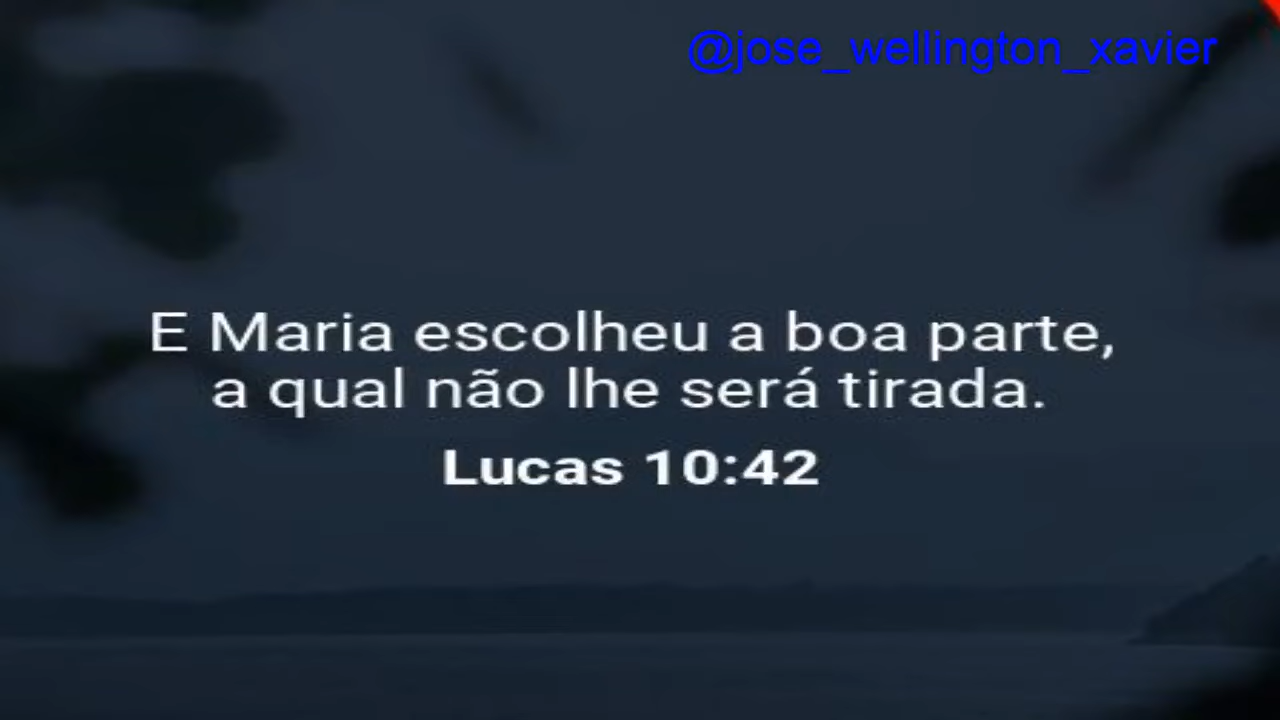 @jose_wellington_xavier
E Maria escolheu a boa parte,
a qual não lhe será tirada.
Lucas 10:42